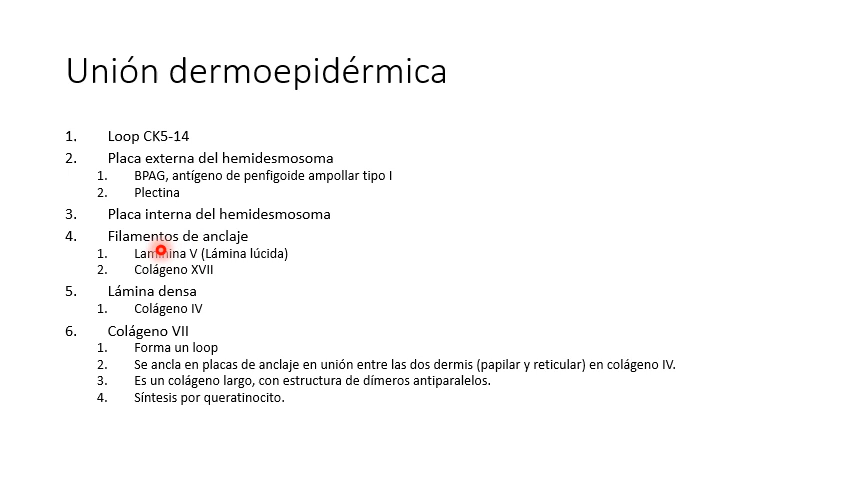 Unión dermoepidérmica
1. Loop CK5-14
2. Placa externa del hemidesmosoma
1. BPAG, antígeno de penfigoide ampollar tipo I
2. Plectina
3. Placa interna del hemidesmosoma
4. Filamentos de anclaje
1. Laminina V (Lámina lúcida)
2. Colágeno XVII
5. Lámina densa
1. Colágeno IV
6. Colágeno VII
1. Forma un loop
2. Se ancla en placas de anclaje en unión entre las dos dermis (papilar y reticular) en colágeno IV.
3. Es un colágeno largo, con estructura de dímeros antiparalelos.
4. Síntesis por queratinocito.